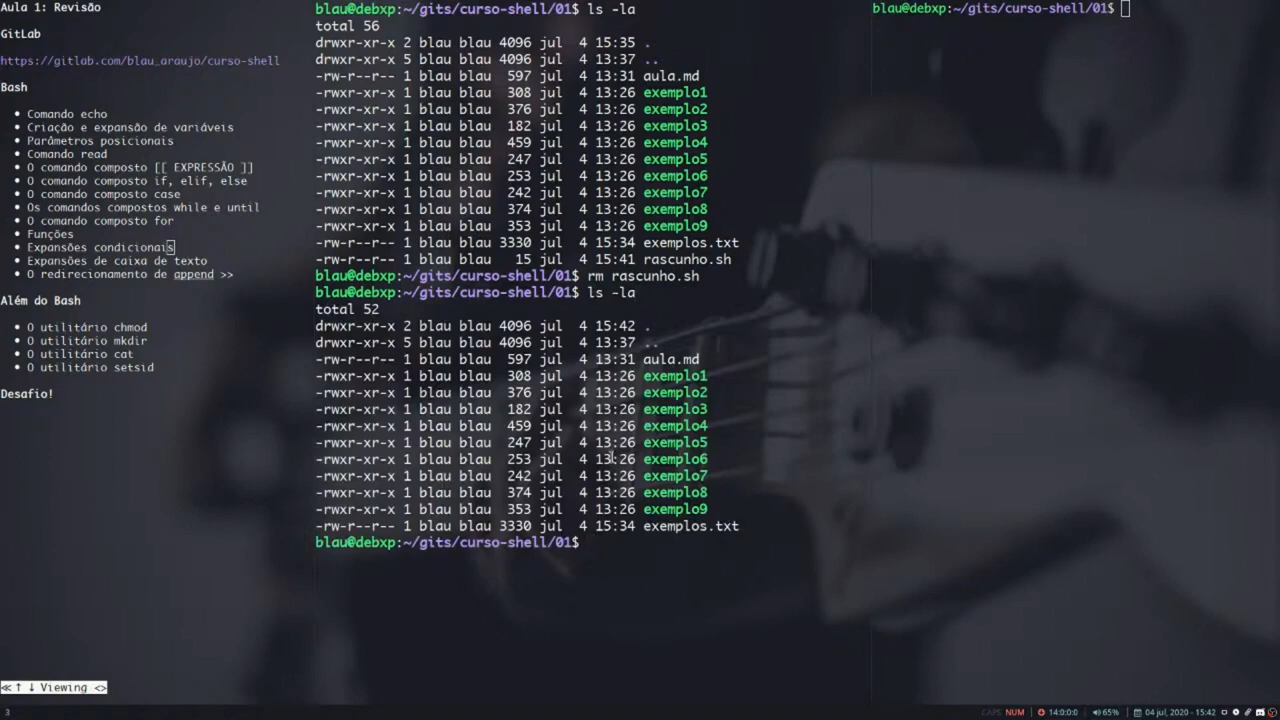 Aula 1: Revisão
GitLab
https://gitlab.com/blau_araujo/curso-shell
Bash
• Comando echo
• Criação e expansão de variáveis
• Parâmetros posicionais
• Comando read
• O comando composto [[ EXPRESSÃO ]]
• O comando composto if, elif, else
• O comando composto case
• Os comandos compostos while e until
• O comando composto for
• Funções
• Expansões condicionais
• Expansões de caixa de texto
• O redirecionamento de append >>
Além do Bash
• O utilitário chmod
• O utilitário mkdir
• O utilitário cat
• O utilitário setsid
Desafio!
≪↑ ↓ Viewing <>
blau@debxp:~/gits/curso-shell/01$ ls -la
total 56
drwxr-xr-x 2 blau blau 4096 jul  4 15:35 .
drwxr-xr-x 5 blau blau 4096 jul  4 13:37 ..
-rw-r--r-- 1 blau blau  597 jul  4 13:31 aula.md
-rwxr-xr-x 1 blau blau  308 jul  4 13:26 exemplo1
-rwxr-xr-x 1 blau blau  376 jul  4 13:26 exemplo2
-rwxr-xr-x 1 blau blau  182 jul  4 13:26 exemplo3
-rwxr-xr-x 1 blau blau  459 jul  4 13:26 exemplo4
-rwxr-xr-x 1 blau blau  247 jul  4 13:26 exemplo5
-rwxr-xr-x 1 blau blau  253 jul  4 13:26 exemplo6
-rwxr-xr-x 1 blau blau  242 jul  4 13:26 exemplo7
-rwxr-xr-x 1 blau blau  374 jul  4 13:26 exemplo8
-rwxr-xr-x 1 blau blau  353 jul  4 13:26 exemplo9
-rw-r--r-- 1 blau blau 3330 jul  4 15:34 exemplos.txt
-rw-r--r-- 1 blau blau   15 jul  4 15:41 rascunho.sh
blau@debxp:~/gits/curso-shell/01$ rm rascunho.sh
blau@debxp:~/gits/curso-shell/01$ ls -la
total 52
drwxr-xr-x 2 blau blau 4096 jul  4 15:42 .
drwxr-xr-x 5 blau blau 4096 jul  4 13:37 ..
-rw-r--r-- 1 blau blau  597 jul  4 13:31 aula.md
-rwxr-xr-x 1 blau blau  308 jul  4 13:26 exemplo1
-rwxr-xr-x 1 blau blau  376 jul  4 13:26 exemplo2
-rwxr-xr-x 1 blau blau  182 jul  4 13:26 exemplo3
-rwxr-xr-x 1 blau blau  459 jul  4 13:26 exemplo4
-rwxr-xr-x 1 blau blau  247 jul  4 13:26 exemplo5
-rwxr-xr-x 1 blau blau  253 jul  4 13:26 exemplo6
-rwxr-xr-x 1 blau blau  242 jul  4 13:26 exemplo7
-rwxr-xr-x 1 blau blau  374 jul  4 13:26 exemplo8
-rwxr-xr-x 1 blau blau  353 jul  4 13:26 exemplo9
-rw-r--r-- 1 blau blau 3330 jul  4 15:34 exemplos.txt
blau@debxp:~/gits/curso-shell/01$
blau@debxp:~/gits/curso-shell/01$
3
CAPS NUM 14:0:0:0 65% 04 jul, 2020 - 15:42